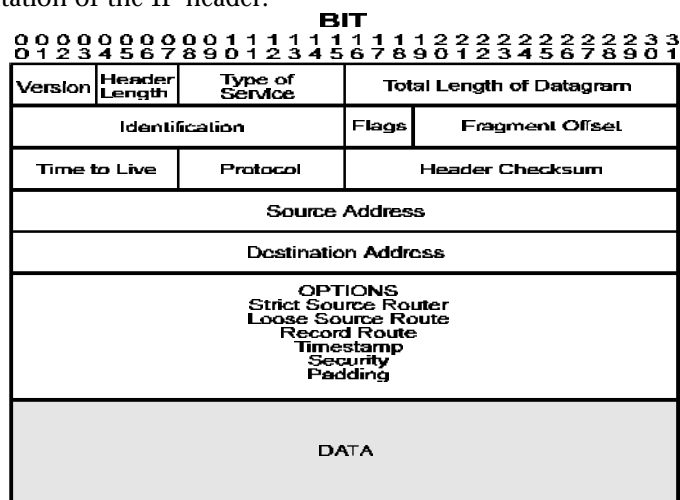 tation of the IP header.
BIT
0 0 0 0 0 0 0 0 0 0 1 1 1 1 1 1 1 1 1 1 2 2 2 2 2 2 2 2 2 2 3 3
0 1 2 3 4 5 6 7 8 9 0 1 2 3 4 5 6 7 8 9 0 1 2 3 4 5 6 7 8 9 0 1
Version Header Length Type of Service Total Length of Datagram
Identification Flags Fragment Offset
Time to Live Protocol Header Checksum
Source Address
Destination Address
OPTIONS
Strict Source Router
Loose Source Route
Record Route
Timestamp
Security
Padding
DATA